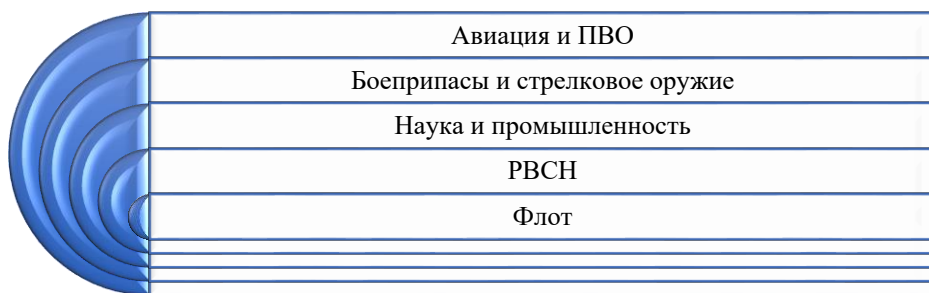 Авиация и ПВО
Боеприпасы и стрелковое оружие
Наука и промышленность
РВСН
Флот